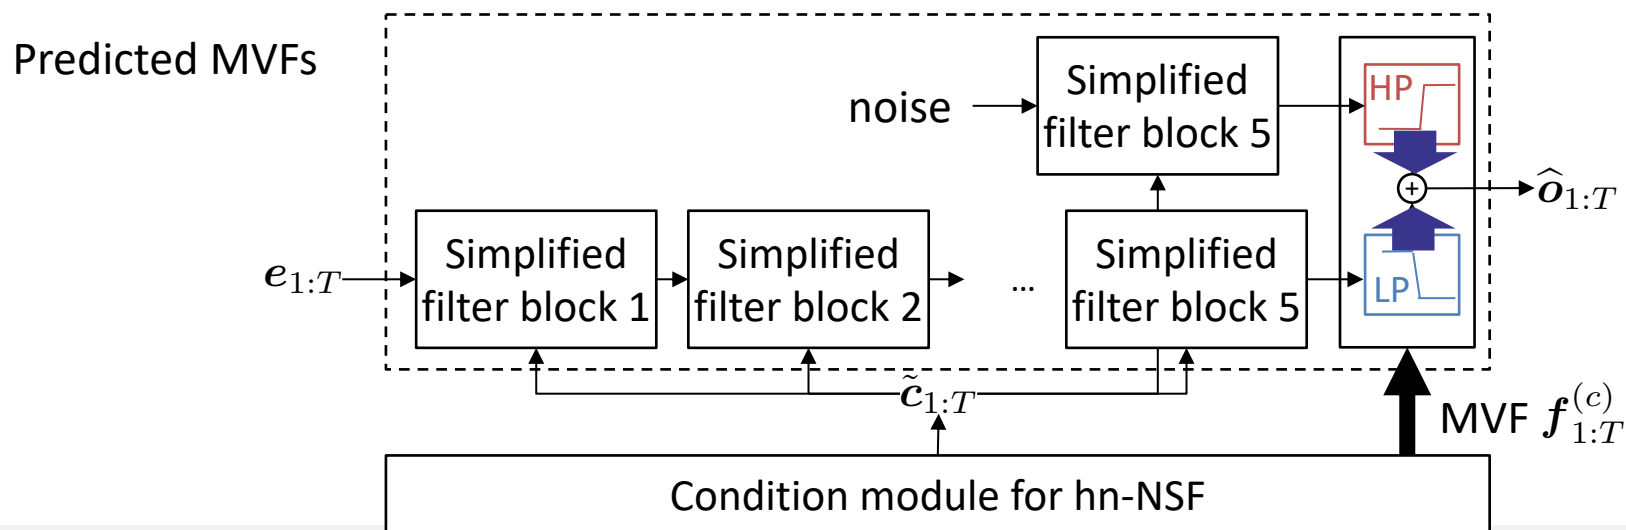 Predicted MVFs
Simplified
filter block 5
noise
HP
+
ô₁:T
Simplified
filter block 1
Simplified
filter block 2
...
Simplified
filter block 5
LP
e₁:T
c̃₁:T
MVF f₁:T^(c)
Condition module for hn-NSF